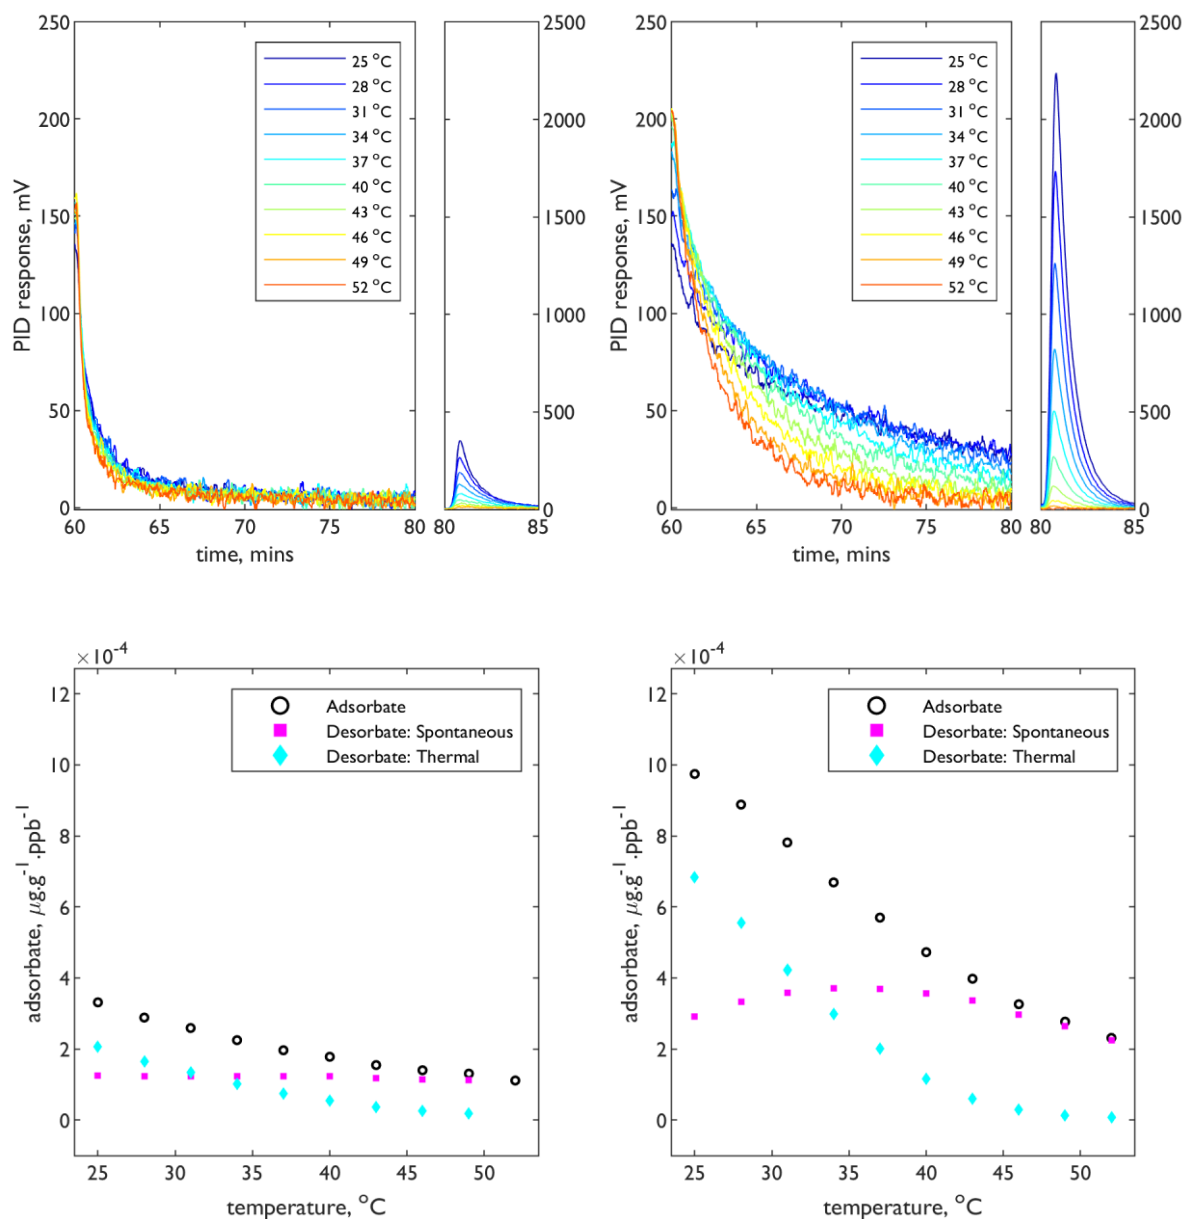 250
200
150
100
50
0
PID response, mV
60
65
70
75
80
time, mins
25 °C
28 °C
31 °C
34 °C
37 °C
40 °C
43 °C
46 °C
49 °C
52 °C
2500
2000
1500
1000
500
0
80
85
250
200
150
100
50
0
PID response, mV
60
65
70
75
80
time, mins
25 °C
28 °C
31 °C
34 °C
37 °C
40 °C
43 °C
46 °C
49 °C
52 °C
2500
2000
1500
1000
500
0
80
85
×10⁻⁴
12
10
8
6
4
2
0
adsorbate, μg.g⁻¹.ppb⁻¹
Adsorbate
Desorbate: Spontaneous
Desorbate: Thermal
25
30
35
40
45
50
temperature, °C
×10⁻⁴
12
10
8
6
4
2
0
adsorbate, μg.g⁻¹.ppb⁻¹
Adsorbate
Desorbate: Spontaneous
Desorbate: Thermal
25
30
35
40
45
50
temperature, °C